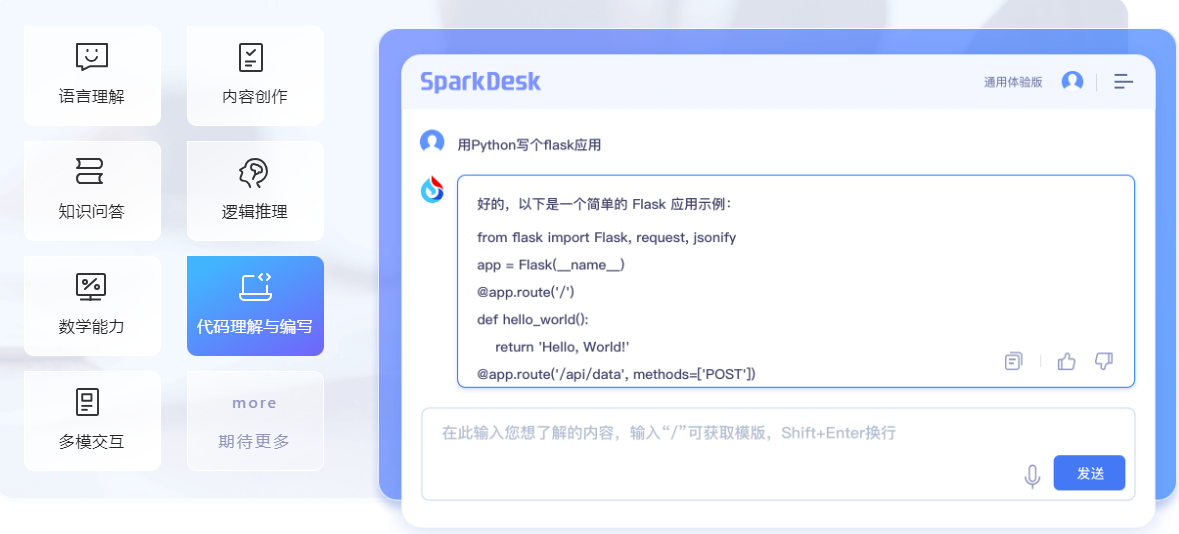 语言理解
内容创作
知识问答
逻辑推理
数学能力
代码理解与编写
多模交互
more
期待更多
SparkDesk
通用体验版
用Python写个flask应用
好的，以下是一个简单的 Flask 应用示例：
from flask import Flask, request, jsonify
app = Flask(__name__)
@app.route('/')
def hello_world():
return 'Hello, World!'
@app.route('/api/data', methods=['POST'])
在此输入您想了解的内容，输入“/”可获取模版，Shift+Enter换行
发送